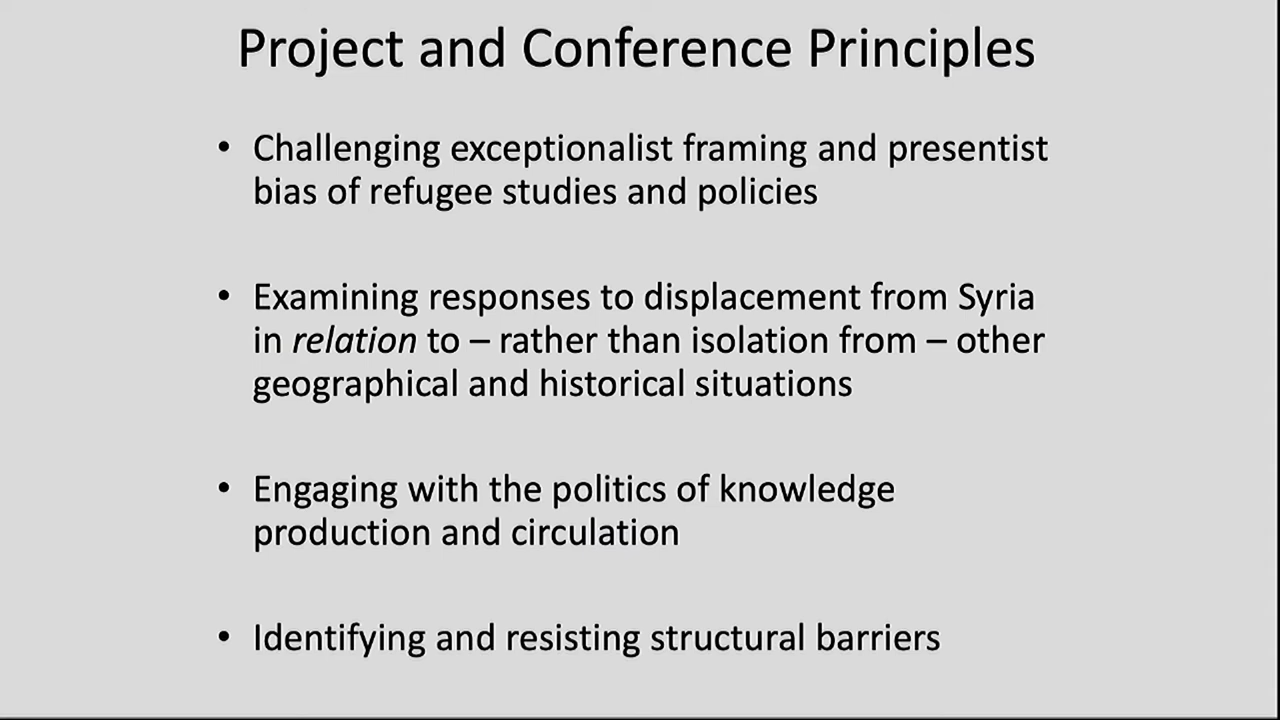 Project and Conference Principles
• Challenging exceptionalist framing and presentist
bias of refugee studies and policies
• Examining responses to displacement from Syria
in relation to – rather than isolation from – other
geographical and historical situations
• Engaging with the politics of knowledge
production and circulation
• Identifying and resisting structural barriers